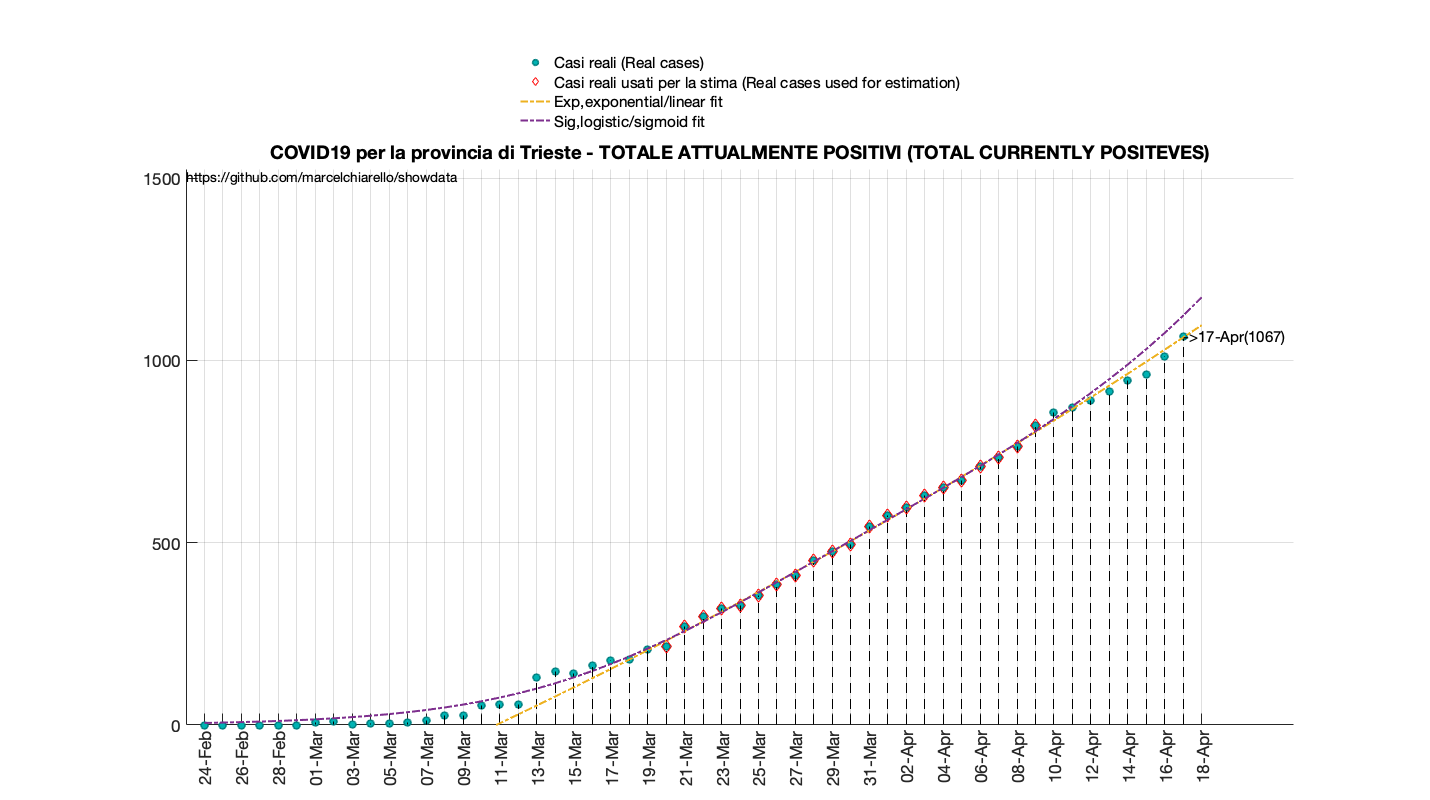 Casi reali (Real cases)
Casi reali usati per la stima (Real cases used for estimation)
Exp,exponential/linear fit
Sig,logistic/sigmoid fit
COVID19 per la provincia di Trieste - TOTALE ATTUALMENTE POSITIVI (TOTAL CURRENTLY POSITEVES)
1500
https://github.com/marcelchiarello/showdata
1000
>17-Apr(1067)
500
0
24-Feb
26-Feb
28-Feb
01-Mar
03-Mar
05-Mar
07-Mar
09-Mar
11-Mar
13-Mar
15-Mar
17-Mar
19-Mar
21-Mar
23-Mar
25-Mar
27-Mar
29-Mar
31-Mar
02-Apr
04-Apr
06-Apr
08-Apr
10-Apr
12-Apr
14-Apr
16-Apr
18-Apr